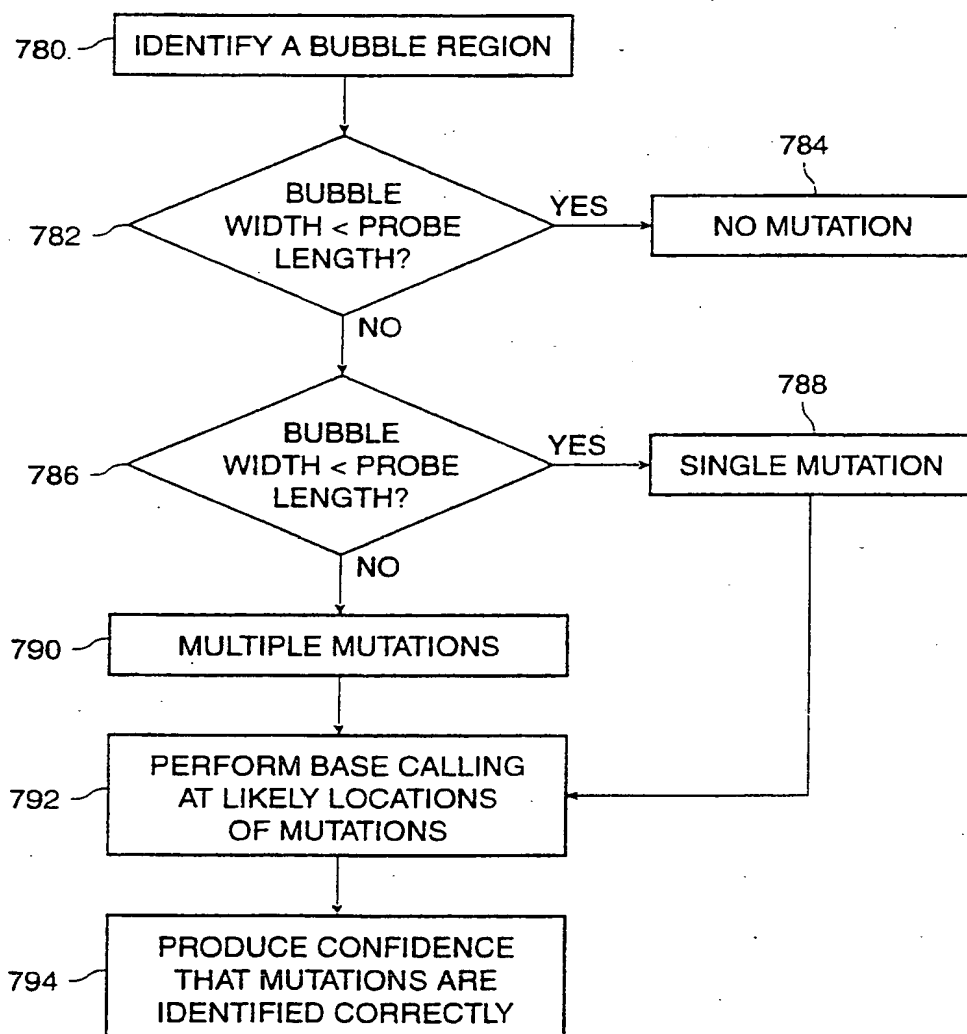 780.
IDENTIFY A BUBBLE REGION
782
BUBBLE
WIDTH < PROBE
LENGTH?
YES
784
NO MUTATION
NO
786
BUBBLE
WIDTH < PROBE
LENGTH?
YES
788
SINGLE MUTATION
NO
790
MULTIPLE MUTATIONS
792
PERFORM BASE CALLING
AT LIKELY LOCATIONS
OF MUTATIONS
794
PRODUCE CONFIDENCE
THAT MUTATIONS ARE
IDENTIFIED CORRECTLY